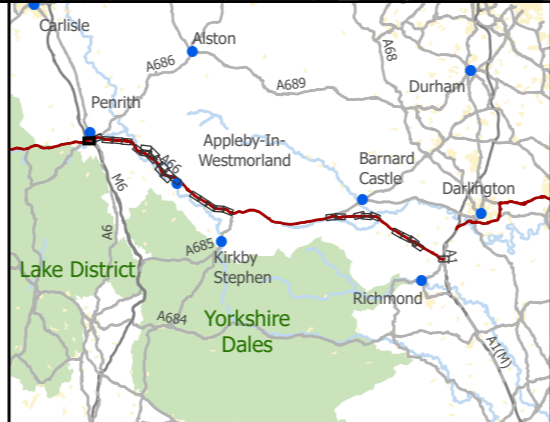 Carlisle
Alston
A686
A68
A689
Durham
Penrith
Appleby-In-
Westmorland
A66
Barnard
Castle
Darlington
M6
A6
A685
Kirkby
Stephen
A1
Lake District
Richmond
A684
Yorkshire
Dales
A1(M)